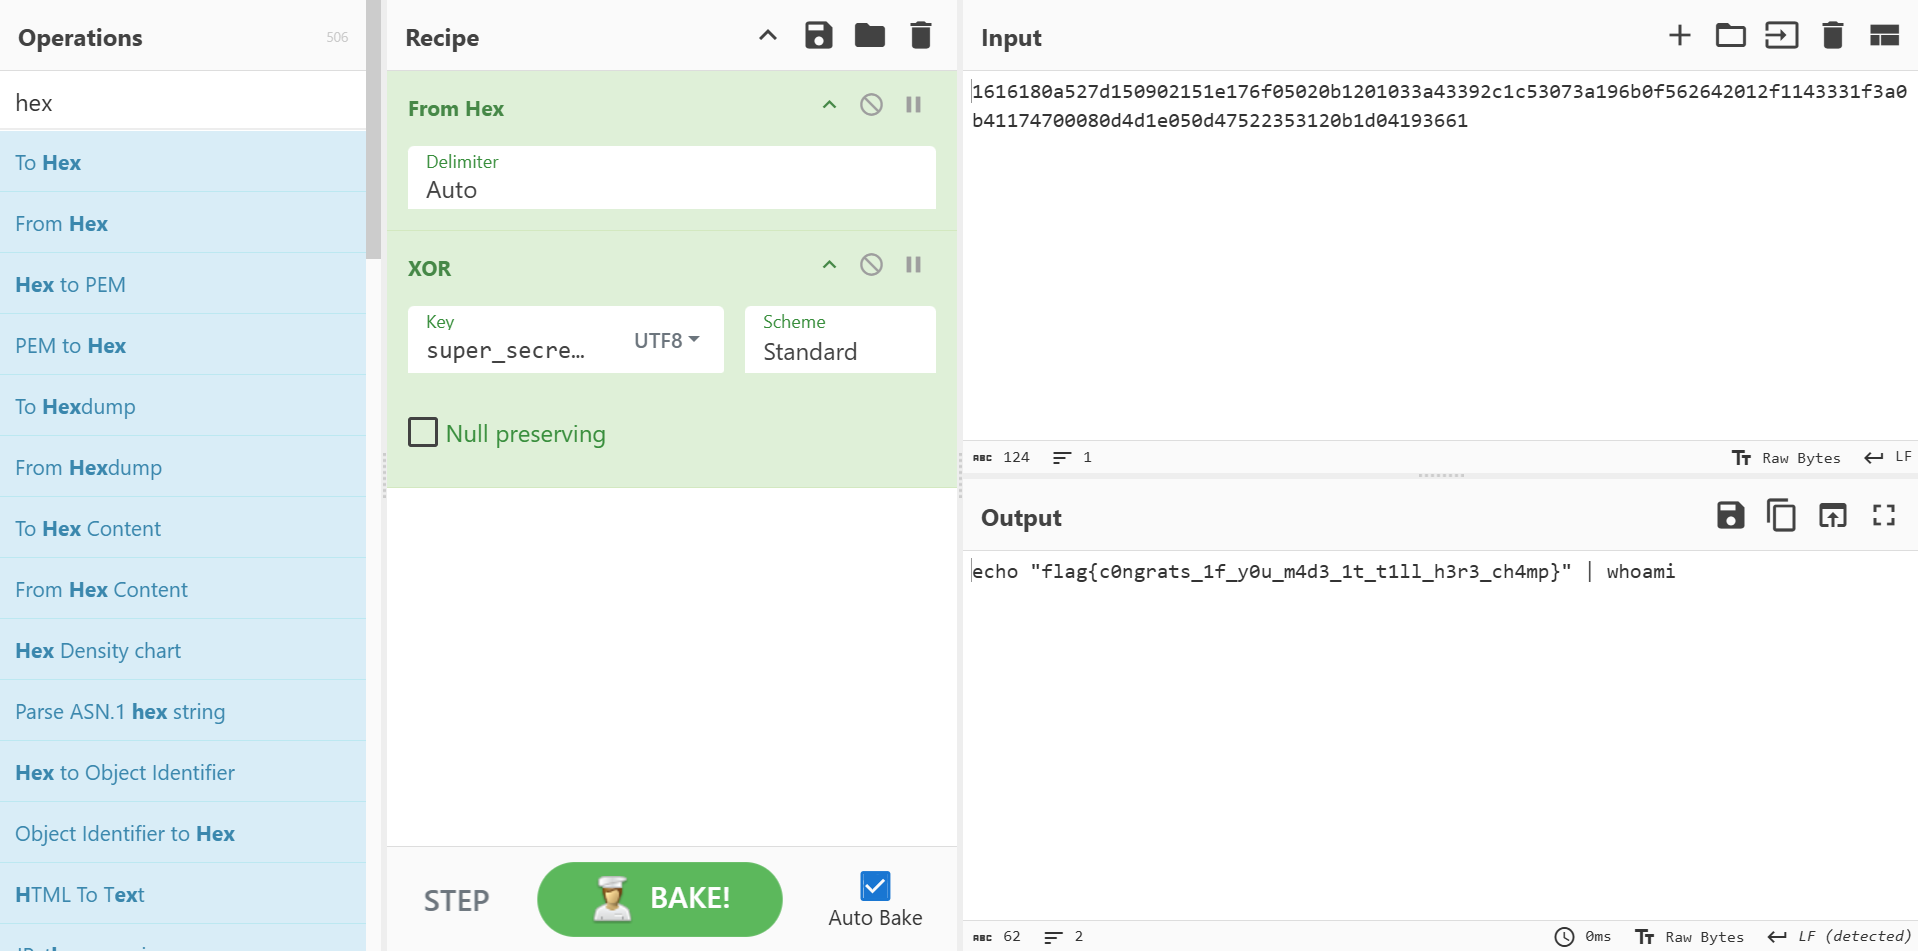 Operations
506
hex
To Hex
From Hex
Hex to PEM
PEM to Hex
To Hexdump
From Hexdump
To Hex Content
From Hex Content
Hex Density chart
Parse ASN.1 hex string
Hex to Object Identifier
Object Identifier to Hex
HTML To Text
Recipe
From Hex
Delimiter
Auto
XOR
Key
super_secre...
UTF8
Scheme
Standard
Null preserving
STEP
BAKE!
Auto Bake
Input
1616180a527d150902151e176f05020b1201033a43392c1c53073a196b0f562642012f1143331f3a0
b41174700080d4d1e050d47522353120b1d04193661
ABC 124
1
Tт Raw Bytes
LF
Output
echo "flag{c0ngrats_1f_y0u_m4d3_1t_t1ll_h3r3_ch4mp}" | whoami
ABC 62
2
0ms
Tт Raw Bytes
LF (detected)